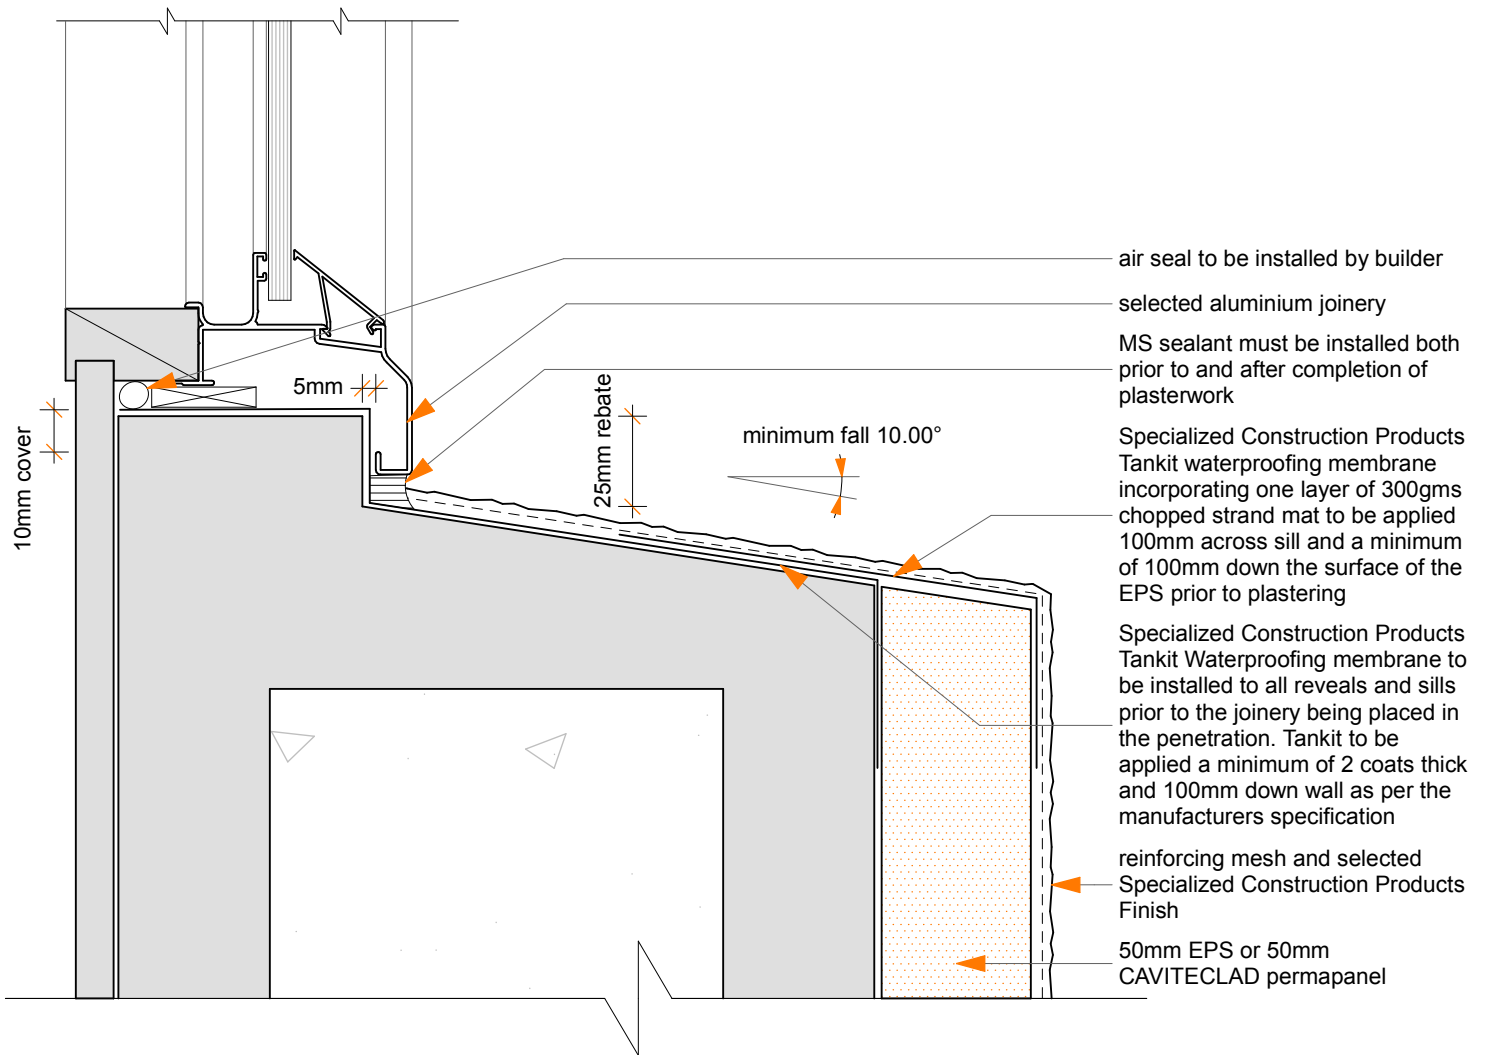 air seal to be installed by builder
selected aluminium joinery
MS sealant must be installed both
prior to and after completion of
plasterwork
5mm
25mm rebate
minimum fall 10.00°
10mm cover
Specialized Construction Products
Tankit waterproofing membrane
incorporating one layer of 300gms
chopped strand mat to be applied
100mm across sill and a minimum
of 100mm down the surface of the
EPS prior to plastering
Specialized Construction Products
Tankit Waterproofing membrane to
be installed to all reveals and sills
prior to the joinery being placed in
the penetration. Tankit to be
applied a minimum of 2 coats thick
and 100mm down wall as per the
manufacturers specification
reinforcing mesh and selected
Specialized Construction Products
Finish
50mm EPS or 50mm
CAVITECLAD permapanel